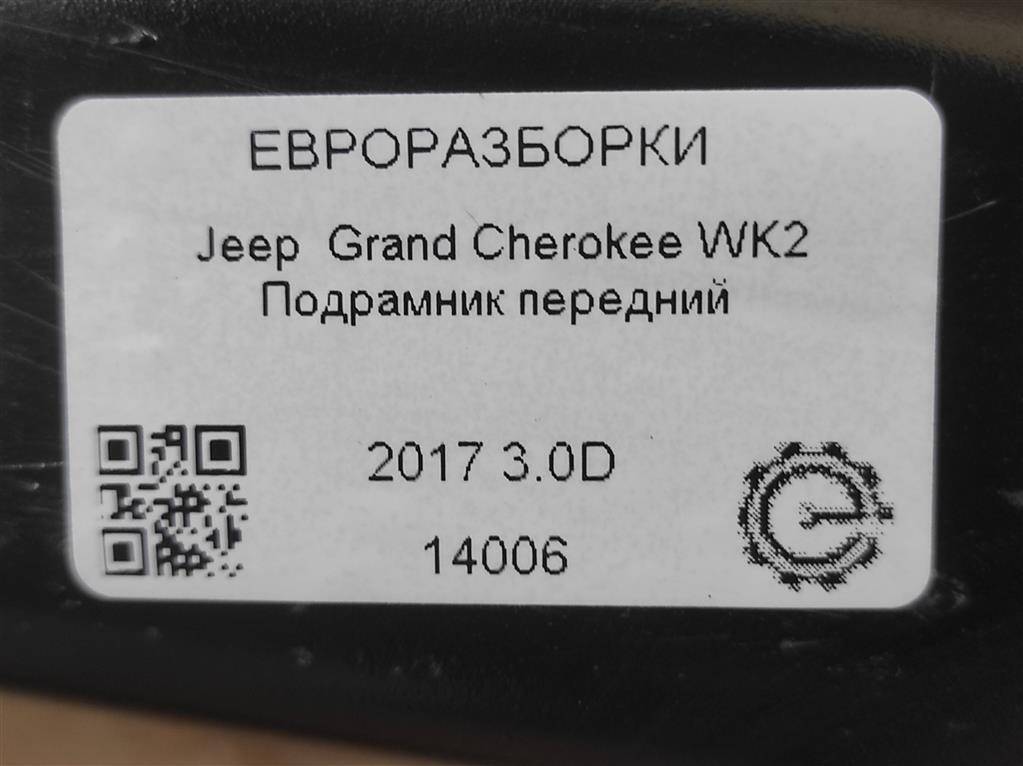 ЕВРОРАЗБОРКИ
Jeep Grand Cherokee WK2
Подрамник передний
2017 3.0D
14006